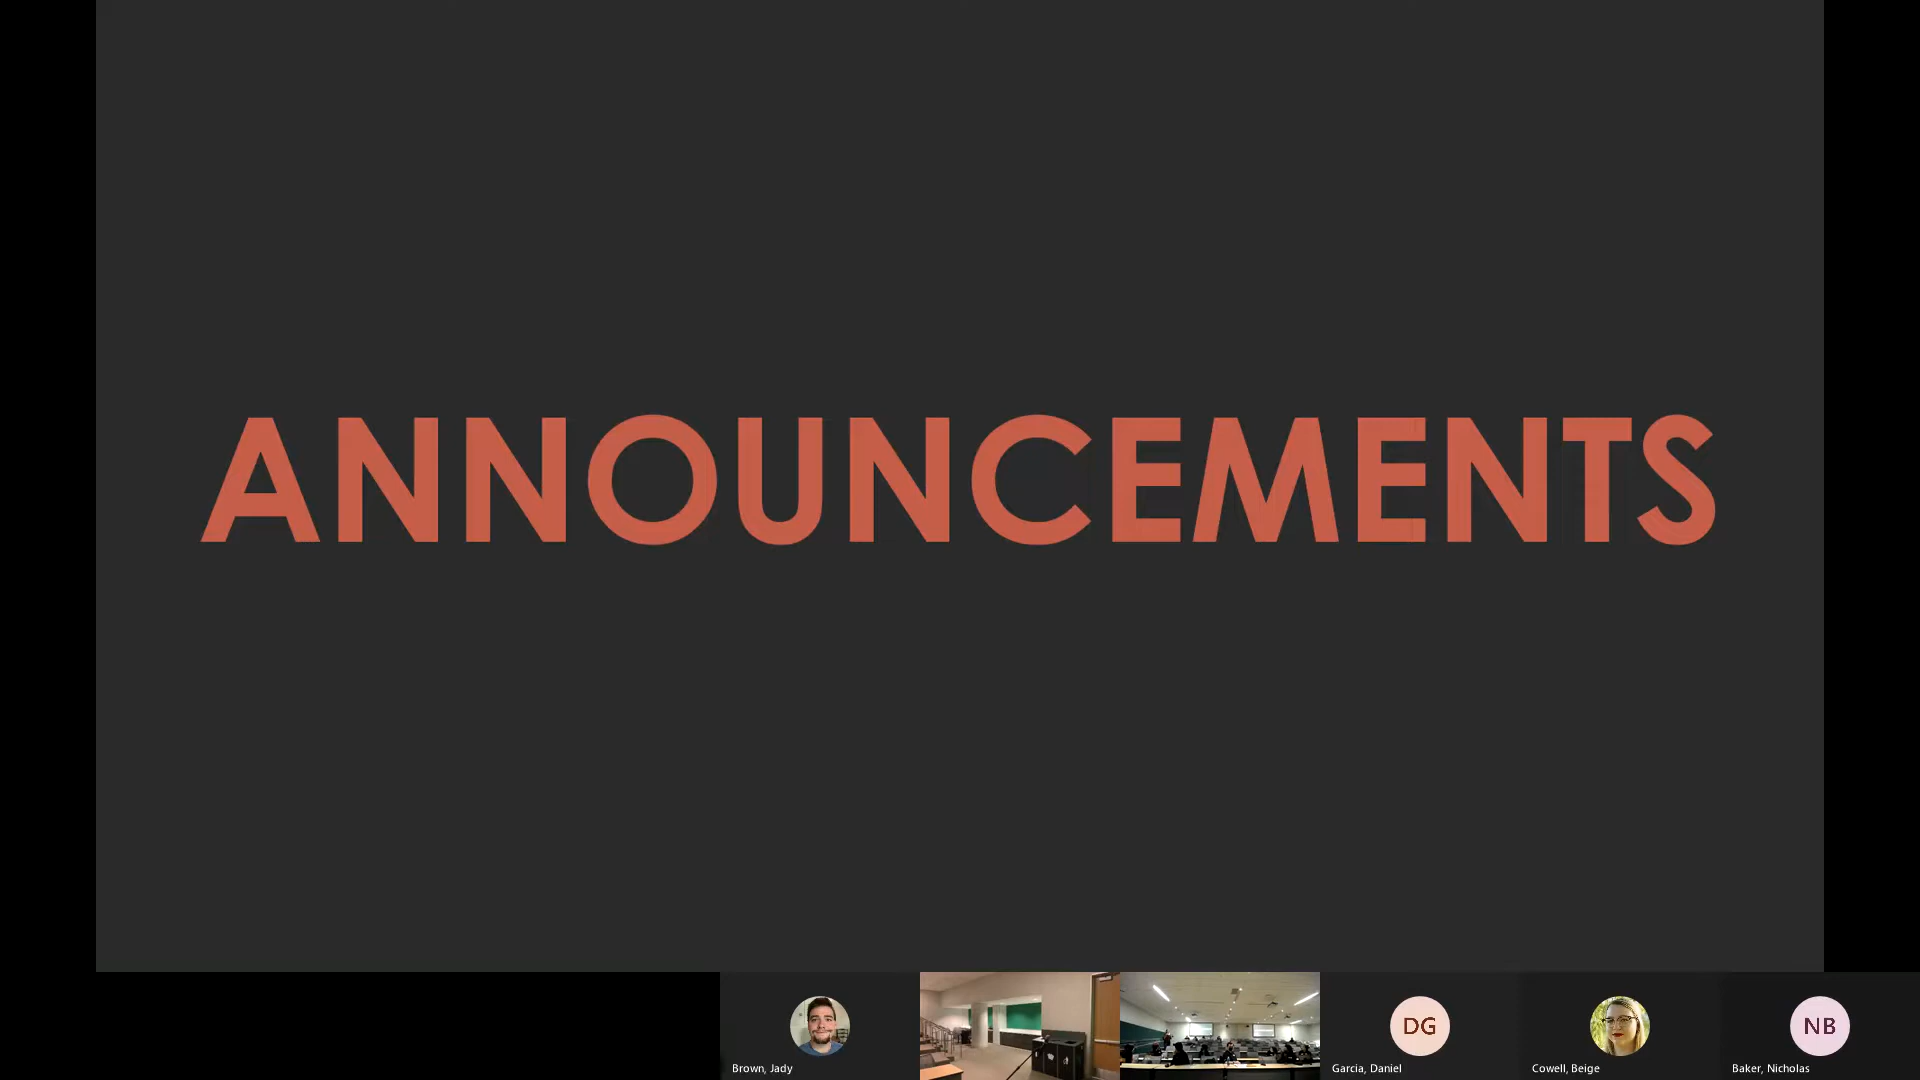 ANNOUNCEMENTS
Brown, Jady
DG
Garcia, Daniel
Cowell, Beige
NB
Baker, Nicholas